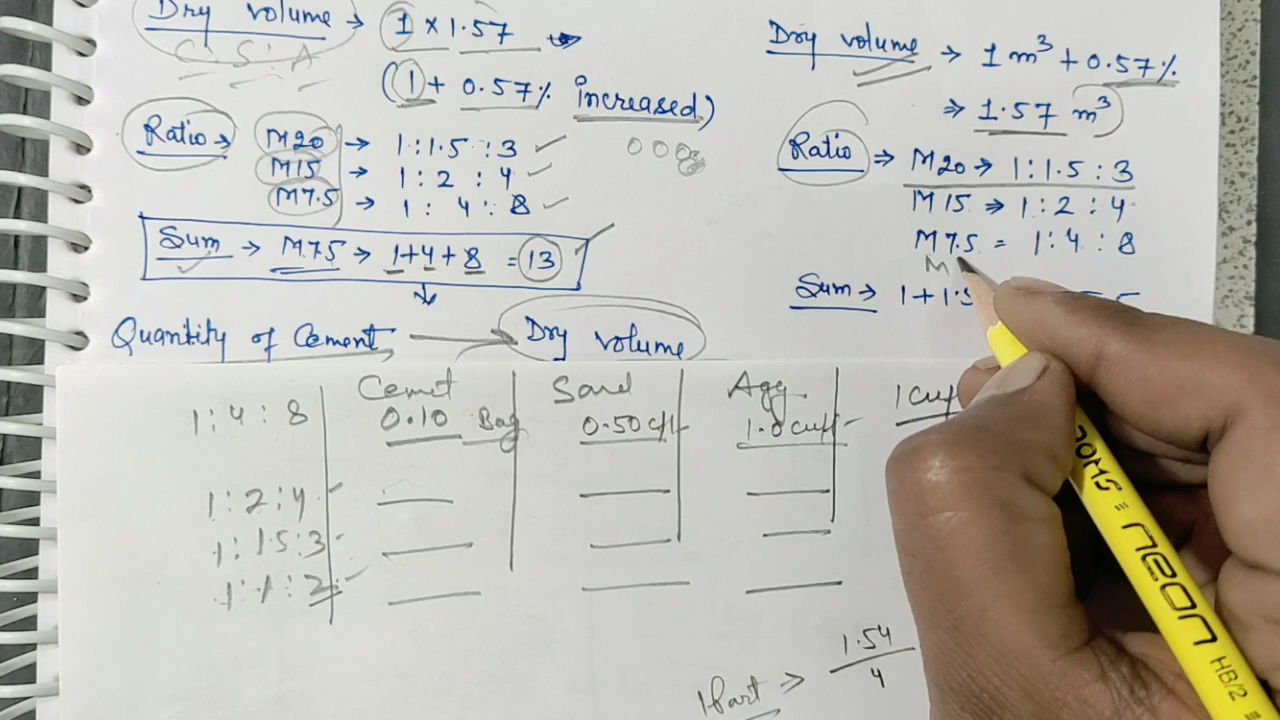 Dry volume → 1 × 1.57 →
C S A
(1 + 0.57% increased)
Ratio → M20 → 1:1.5:3
M15 → 1:2:4
M7.5 → 1:4:8
Sum → M7.5 → 1+4+8 = 13
Quantity of Cement → Dry volume
Dry volume → 1 m³ + 0.57%
⇒ 1.57 m³
Ratio ⇒ M20 → 1:1.5:3
M15 ⇒ 1:2:4
M7.5 = 1:4:8
M
Sum → 1+1.5
Cemet Sand Agg
1:4:8 0.10 Bag 0.50 c/ft 1.0 cuft 1 cuf
1:2:4
1:1.5:3
1:1:2
1 Part ⇒ 1.54
4
ooms = neon HB/2 =